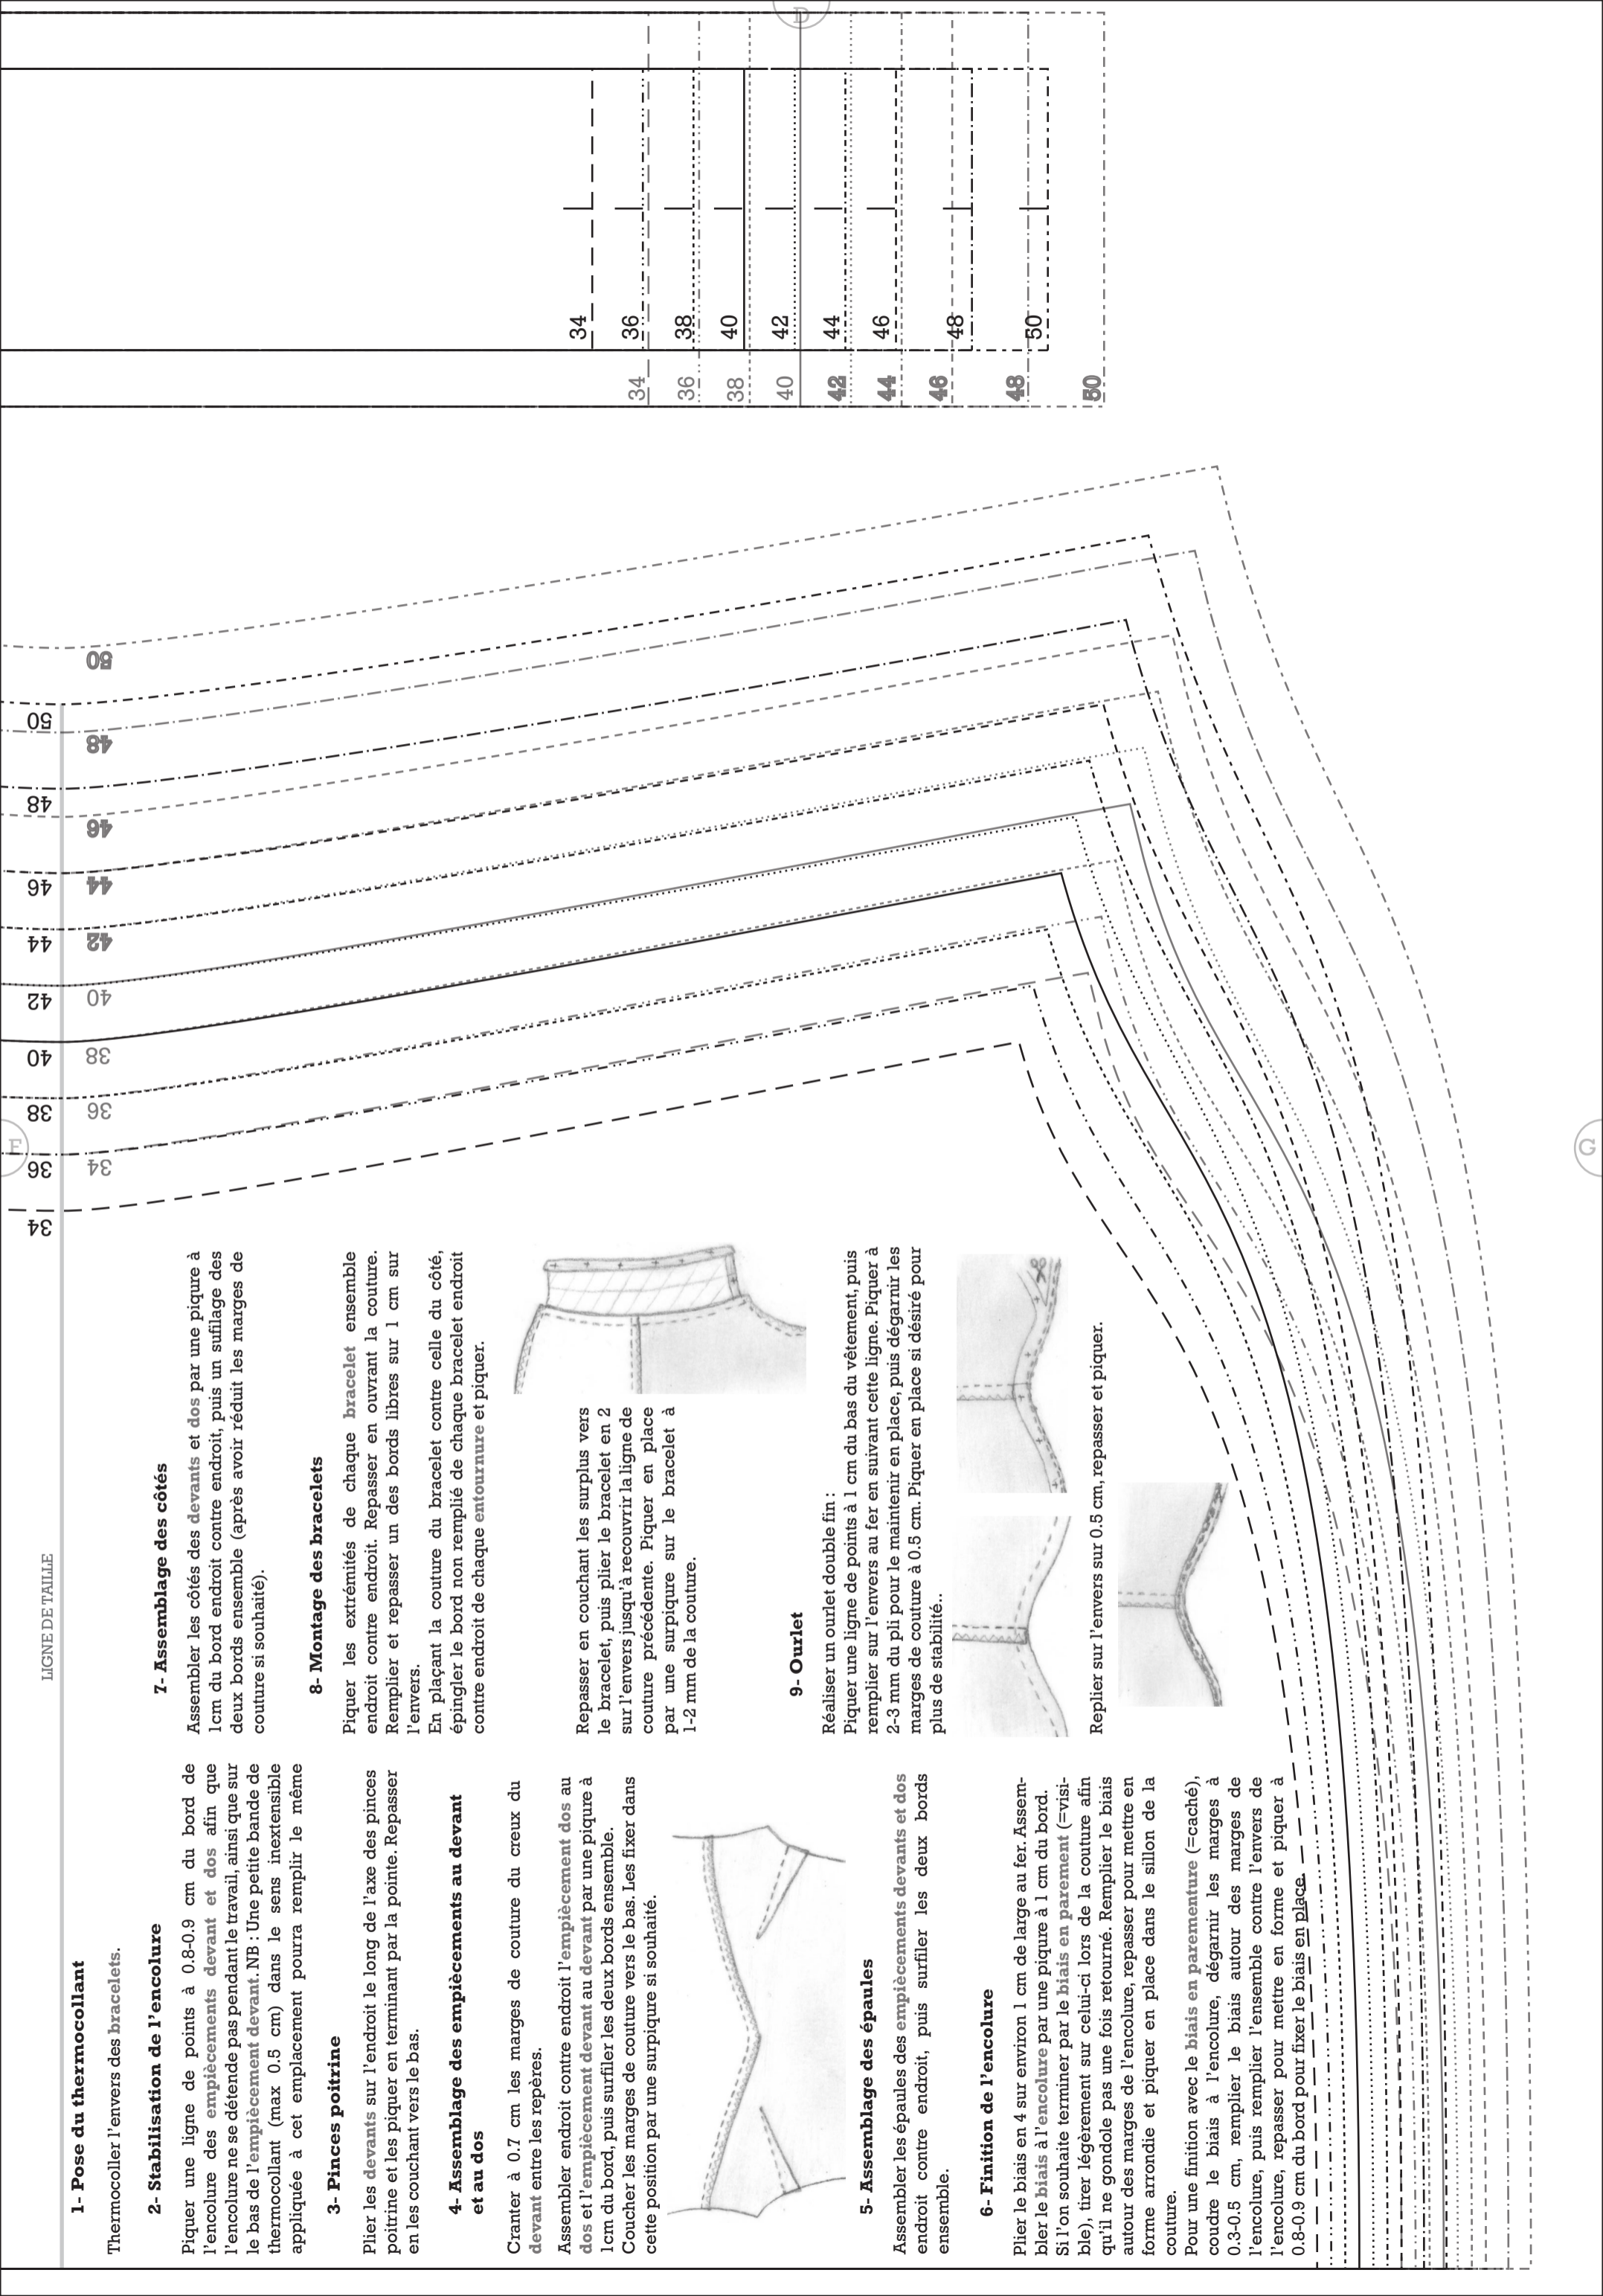 1- Pose du thermocollant
Thermocoller l'envers des bracelets.
2- Stabilisation de l'encolure
Piquer une ligne de points à 0.8-0.9 cm du bord de
l'encolure des empiècements devant et dos afin que
l'encolure ne se détende pas pendant le travail, ainsi que sur
le bas de l'empiècement devant. NB : Une petite bande de
thermocollant (max 0.5 cm) dans le sens inextensible
appliquée à cet emplacement pourra remplir le même
3- Pinces poitrine
Plier les devants sur l'endroit le long de l'axe des pinces
poitrine et les piquer en terminant par la pointe. Repasser
en les couchant vers le bas.
4- Assemblage des empiècements au devant
et au dos
Cranter à 0.7 cm les marges de couture du creux du
devant entre les repères.
Assembler endroit contre endroit l'empiècement dos au
dos et l'empiècement devant au devant par une piqure à
1cm du bord, puis surfiler les deux bords ensemble.
Coucher les marges de couture vers le bas. Les fixer dans
cette position par une surpiqure si souhaité.
5- Assemblage des épaules
Assembler les épaules des empiècements devants et dos
endroit contre endroit, puis surfiler les deux bords
ensemble.
6- Finition de l'encolure
Plier le biais en 4 sur environ 1 cm de large au fer. Assem-
bler le biais à l'encolure par une piqure à 1 cm du bord.
Si l'on souhaite terminer par le biais en parement (=visi-
ble), tirer légèrement sur celui-ci lors de la couture afin
qu'il ne gondole pas une fois retourné. Remplier le biais
autour des marges de l'encolure, repasser pour mettre en
forme arrondie et piquer en place dans le sillon de la
couture.
Pour une finition avec le biais en parementure (=caché),
coudre le biais à l'encolure, dégarnir les marges à
0.3-0.5 cm, remplier le biais autour des marges de
l'encolure, puis remplier l'ensemble contre l'envers de
l'encolure, repasser pour mettre en forme et piquer à
0.8-0.9 cm du bord pour fixer le biais en place.
LIGNE DE TAILLE
7- Assemblage des côtés
Assembler les côtés des devants et dos par une piqure à
1cm du bord endroit contre endroit, puis un sufilage des
deux bords ensemble (après avoir réduit les marges de
couture si souhaité).
8- Montage des bracelets
Piquer les extrémités de chaque bracelet ensemble
endroit contre endroit. Repasser en ouvrant la couture.
Remplier et repasser un des bords libres sur 1 cm sur
l'envers.
En plaçant la couture du bracelet contre celle du côté,
épingler le bord non remplié de chaque bracelet endroit
contre endroit de chaque entournure et piquer.
Repasser en couchant les surplus vers
le bracelet, puis plier le bracelet en 2
sur l'envers jusqu'à recouvrir la ligne de
couture précédente. Piquer en place
par une surpiqure sur le bracelet à
1-2 mm de la couture.
9- Ourlet
Réaliser un ourlet double fin :
Piquer une ligne de points à 1 cm du bas du vêtement, puis
remplier sur l'envers au fer en suivant cette ligne. Piquer à
2-3 mm du pli pour le maintenir en place, puis dégarnir les
marges de couture à 0.5 cm. Piquer en place si désiré pour
plus de stabilité..
Replier sur l'envers sur 0.5 cm, repasser et piquer.
34
36
38
40
42
44
46
48
50
34
36
38
40
42
44
46
48
50
34
36
38
40
42
44
46
48
50
34
36
38
40
42
44
46
48
50
D
E
G